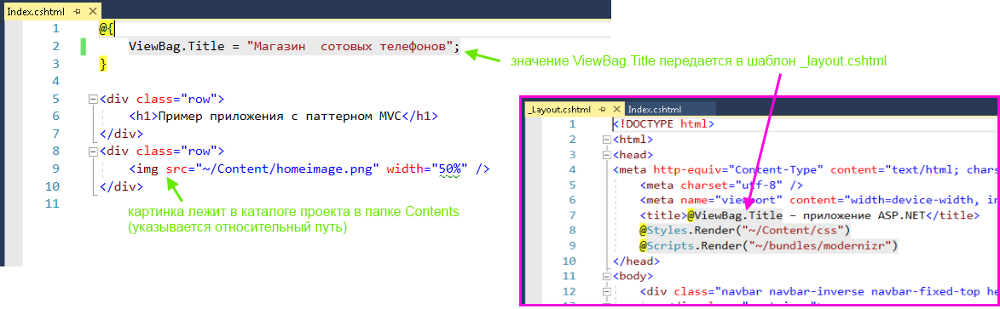 Index.cshtml
1 @{
2 ViewBag.Title = "Магазин  сотовых телефонов";
3 }
4
5 <div class="row">
6 <h1>Пример приложения с паттерном MVC</h1>
7 </div>
8 <div class="row">
9 <img src="~/Content/homeimage.png" width="50%" />
10 </div>
11
значение ViewBag.Title передается в шаблон _layout.cshtml
картинка лежит в каталоге проекта в папке Contents
(указывается относительный путь)
_Layout.cshtml Index.cshtml
1 <!DOCTYPE html>
2 <html>
3 <head>
4 <meta http-equiv="Content-Type" content="text/html; chars
5 <meta charset="utf-8" />
6 <meta name="viewport" content="width=device-width, in
7 <title>@ViewBag.Title – приложение ASP.NET</title>
8 @Styles.Render("~/Content/css")
9 @Scripts.Render("~/bundles/modernizr")
10 </head>
11 <body>
12 <div class="navbar navbar-inverse navbar-fixed-top he